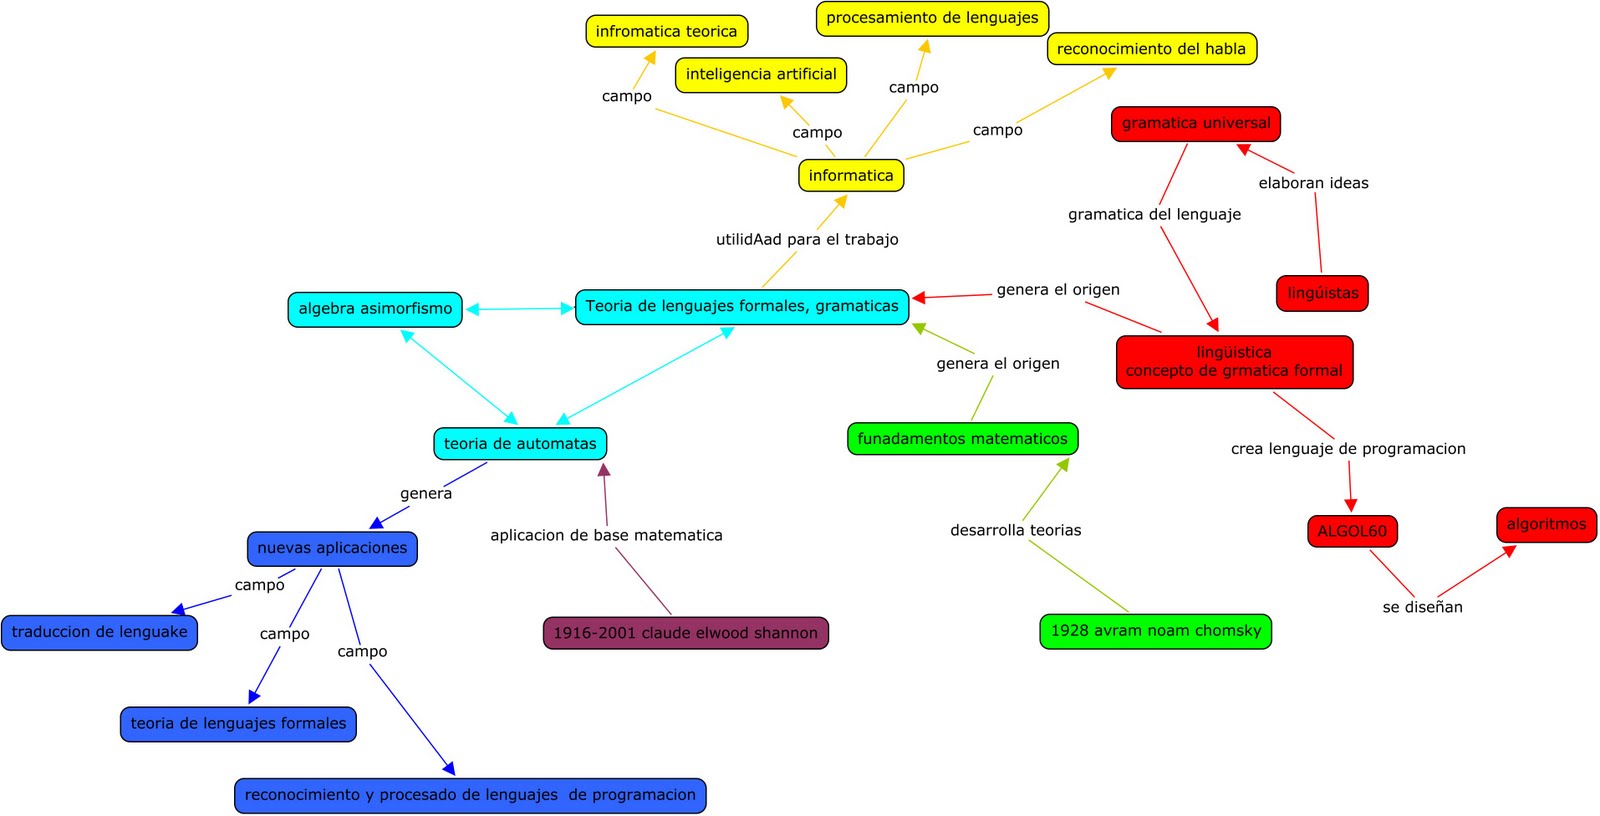 procesamiento de lenguajes
infromatica teorica
reconocimiento del habla
inteligencia artificial
campo
campo
campo
campo
gramatica universal
informatica
elaboran ideas
gramatica del lenguaje
utilidAad para el trabajo
genera el origen
lingúistas
algebra asimorfismo
Teoria de lenguajes formales, gramaticas
lingüistica
concepto de grmatica formal
genera el origen
teoria de automatas
funadamentos matematicos
crea lenguaje de programacion
genera
aplicacion de base matematica
desarrolla teorias
ALGOL60
algoritmos
nuevas aplicaciones
campo
se diseñan
traduccion de lenguake
campo
campo
1916-2001 claude elwood shannon
1928 avram noam chomsky
teoria de lenguajes formales
reconocimiento y procesado de lenguajes  de programacion